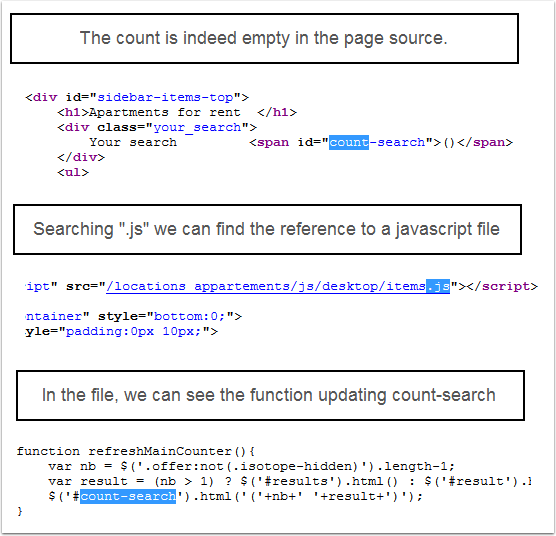 The count is indeed empty in the page source.
<div id="sidebar-items-top">
<h1>Apartments for rent </h1>
<div class="your_search">
Your search <span id="count-search">()</span>
</div>
<ul>
Searching ".js" we can find the reference to a javascript file
ipt" src="/locations_appartements/js/desktop/items.js"></script>
ntainer" style="bottom:0;">
yle="padding:0px 10px;">
In the file, we can see the function updating count-search
function refreshMainCounter(){
var nb = $('.offer:not(.isotope-hidden)').length-1;
var result = (nb > 1) ? $('#results').html() : $('#result').
$('#count-search').html('('+nb+' '+result+')');
}